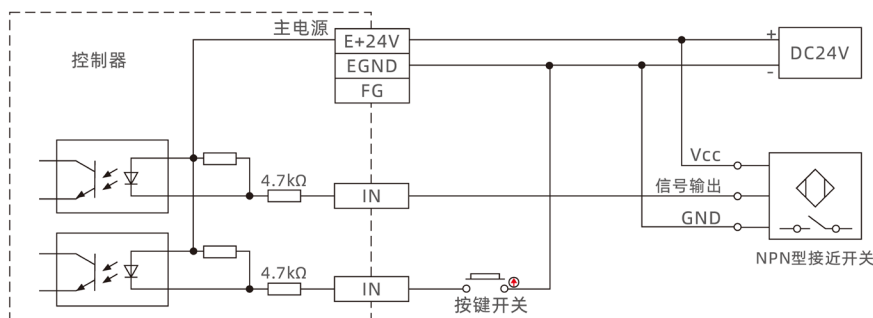 主电源
E+24V
EGND
FG
+
-
DC24V
控制器
4.7kΩ
IN
Vcc
信号输出
GND
NPN型接近开关
4.7kΩ
IN
按键开关